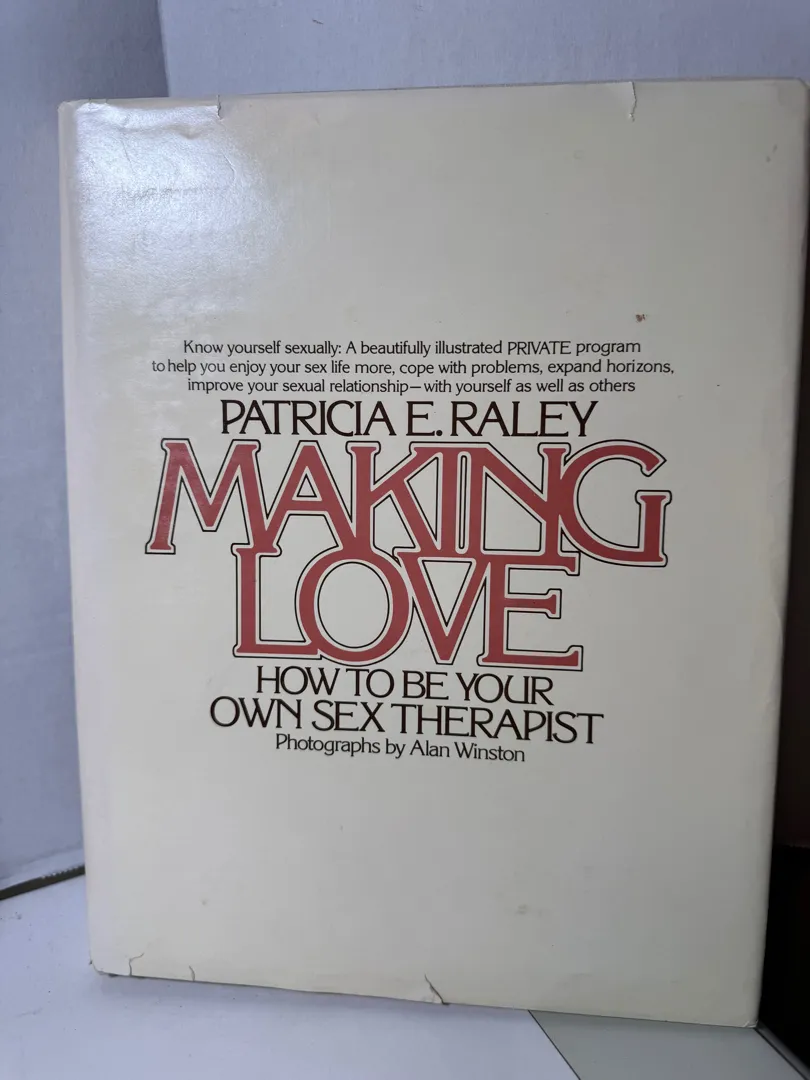 Know yourself sexually: A beautifully illustrated PRIVATE program
to help you enjoy your sex life more, cope with problems, expand horizons,
improve your sexual relationship—with yourself as well as others
PATRICIA E. RALEY
MAKING
LOVE
HOW TO BE YOUR
OWN SEX THERAPIST
Photographs by Alan Winston